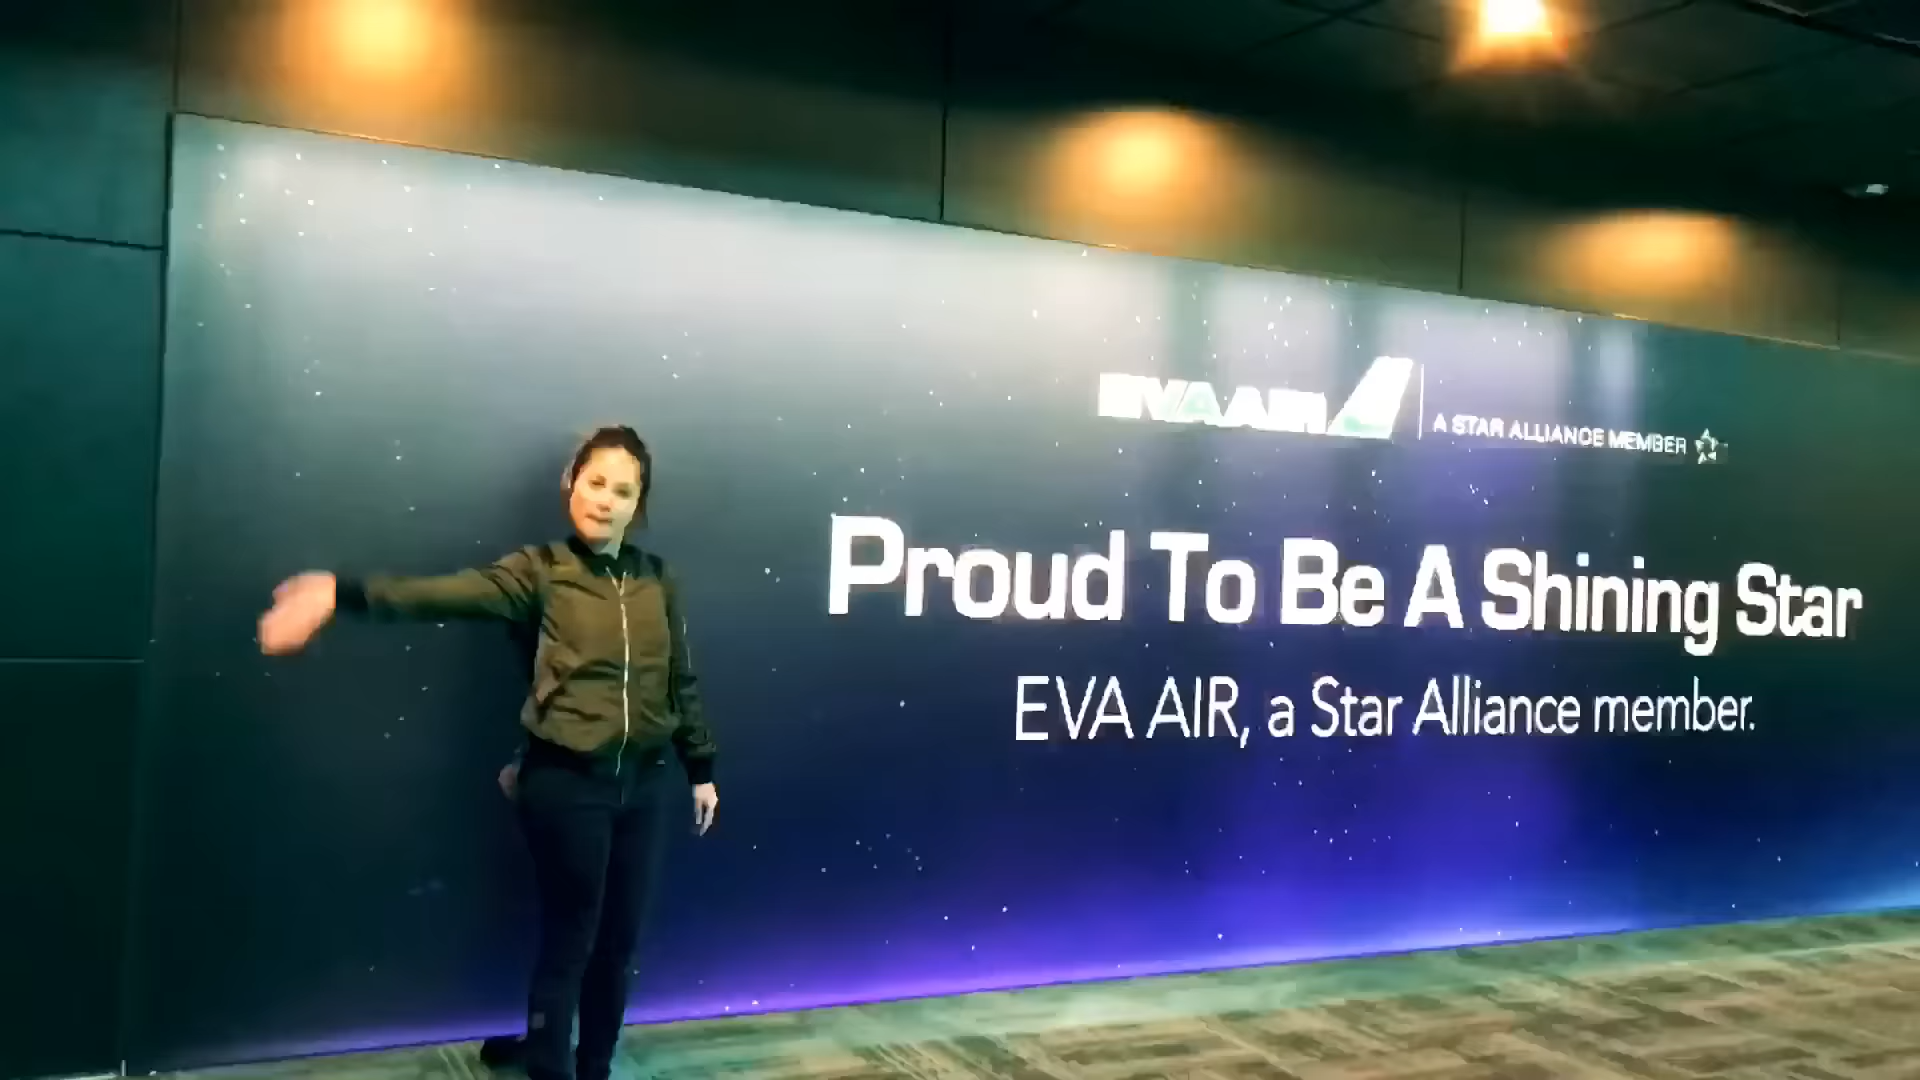 EVA AIR
A STAR ALLIANCE MEMBER
Proud To Be A Shining Star
EVA AIR, a Star Alliance member.